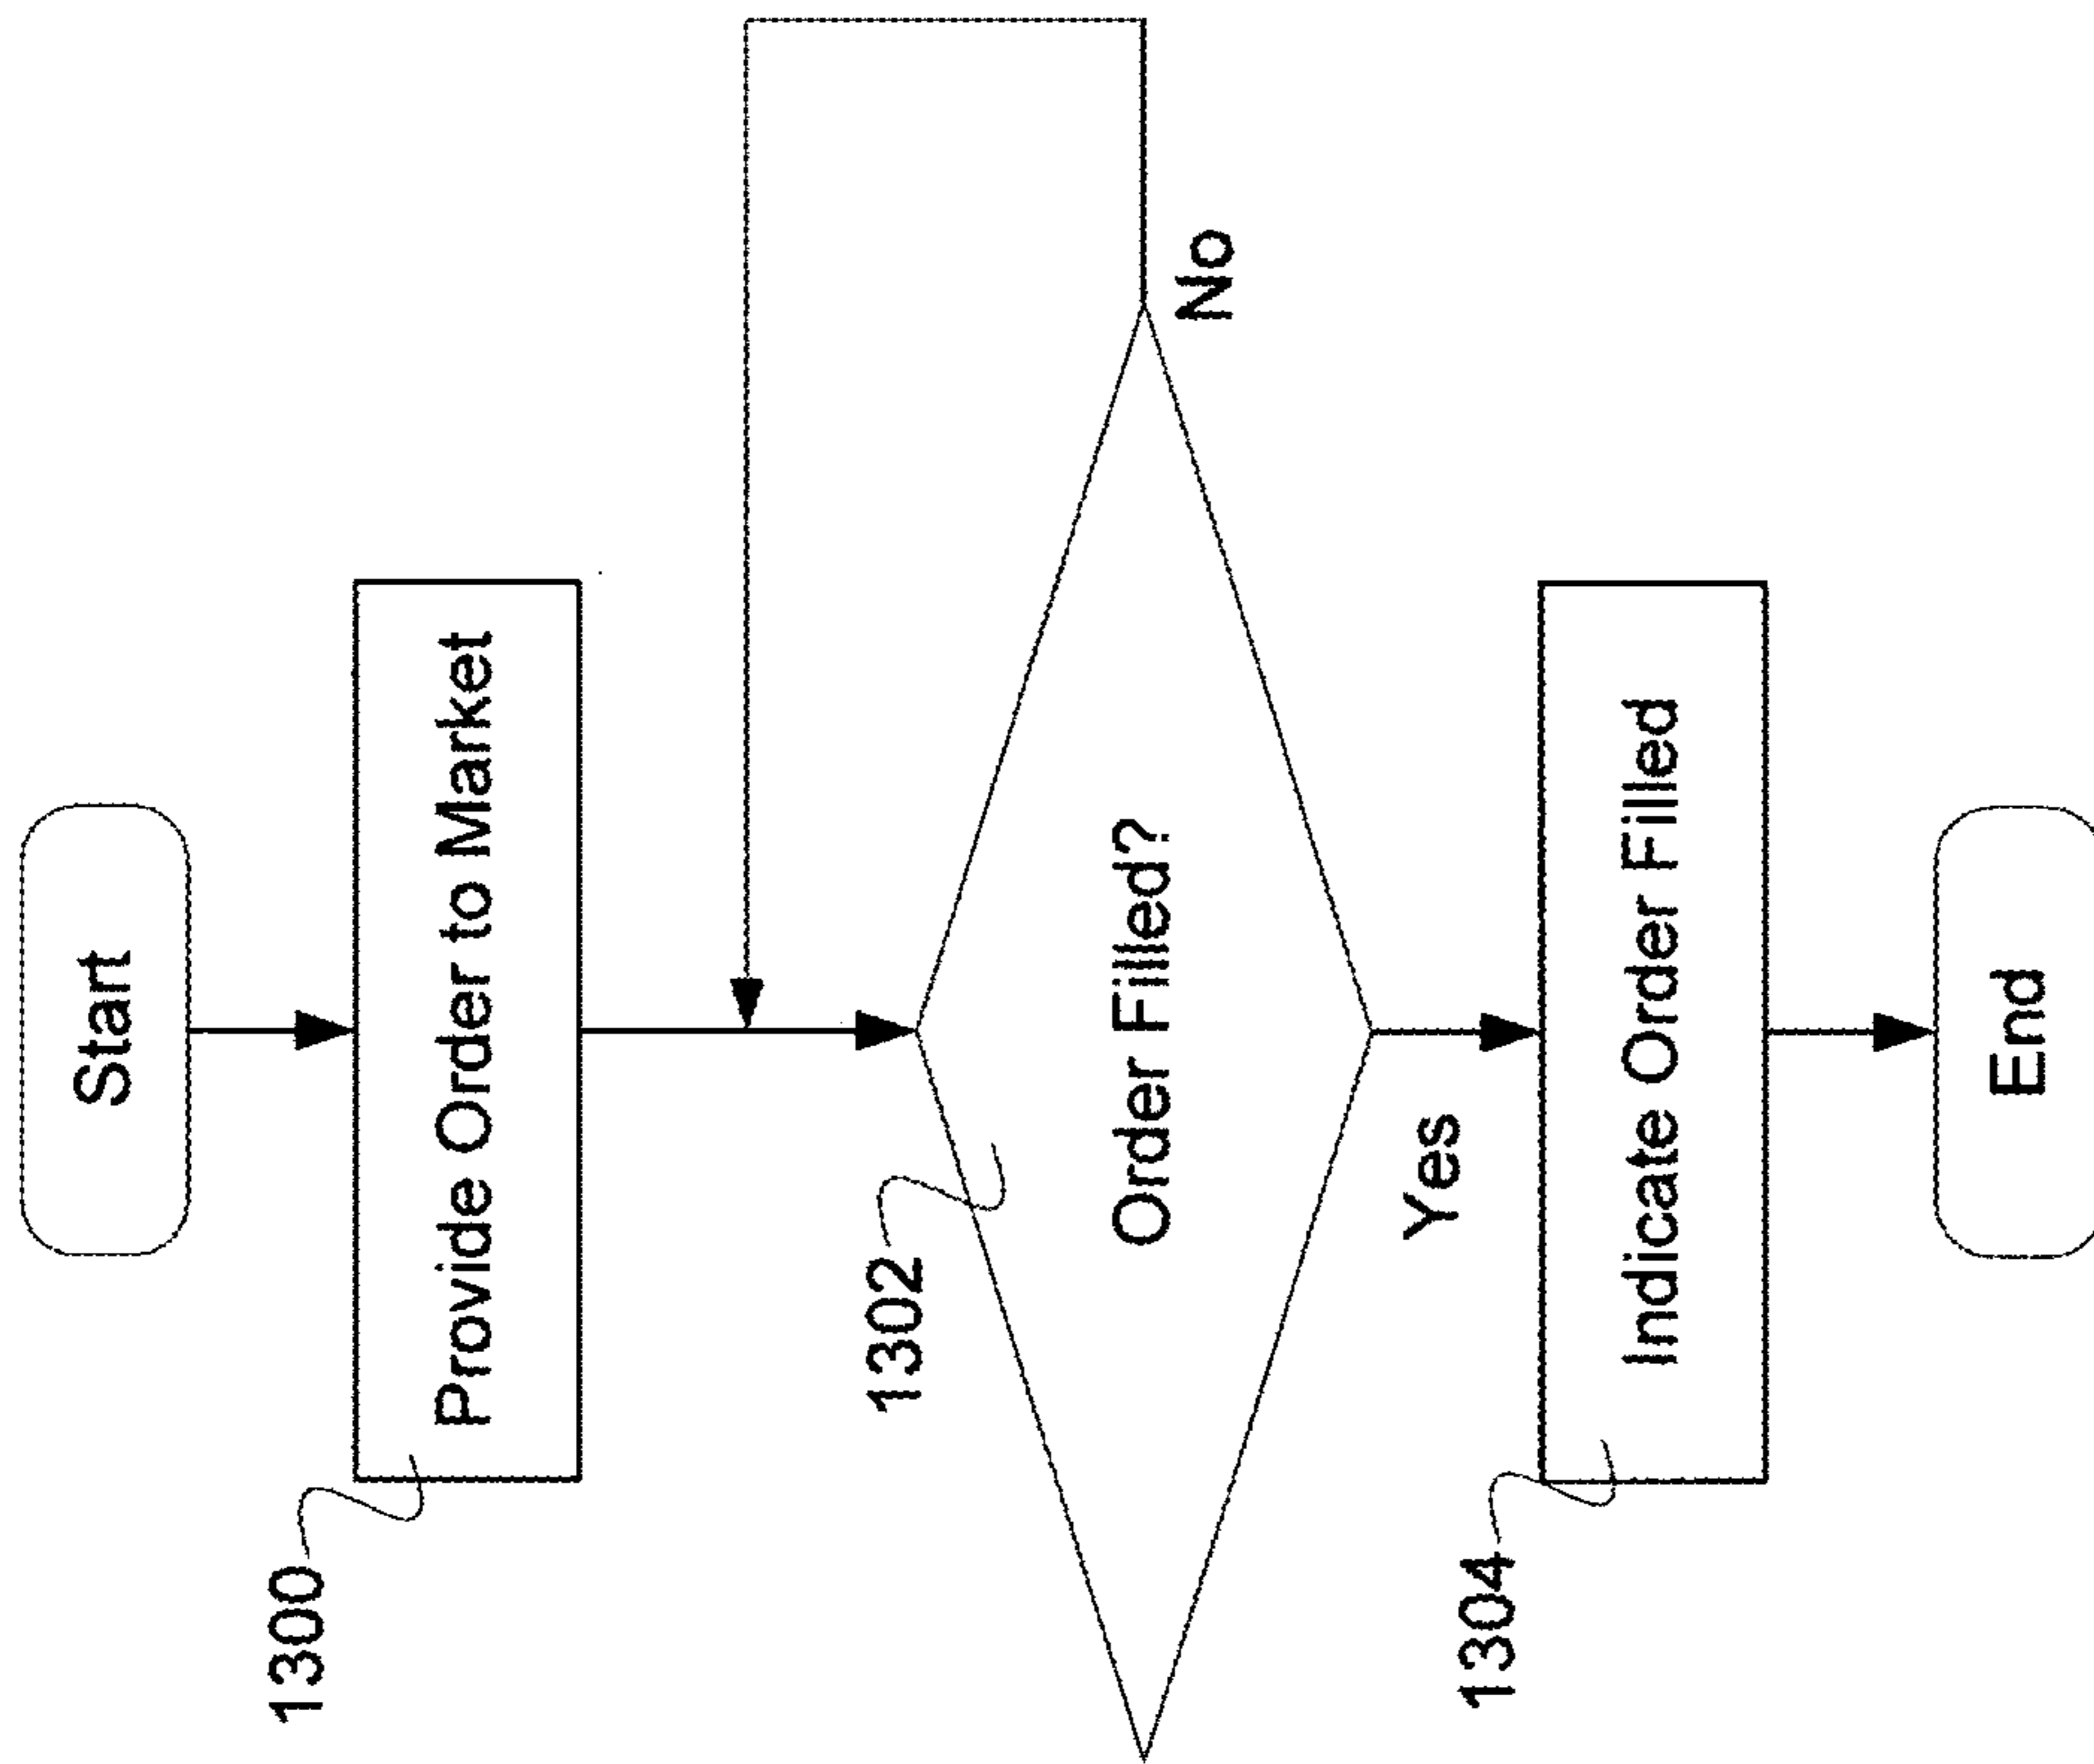 Start
1300
Provide Order to Market
1302
Order Filled?
No
Yes
1304
Indicate Order Filled
End